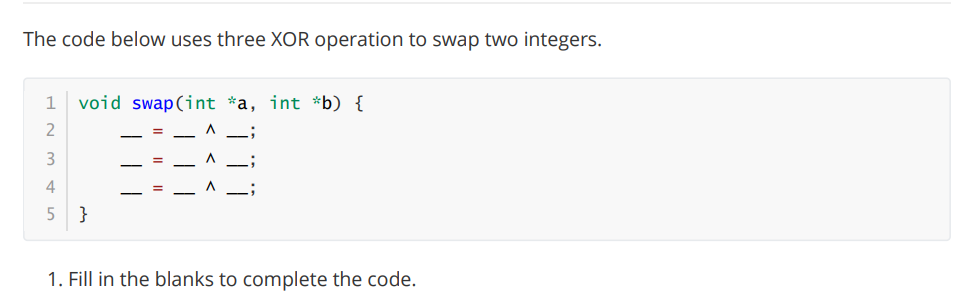 The code below uses three XOR operation to swap two integers.
1 void swap(int *a, int *b) {
2 __ = __ ^ __;
3 __ = __ ^ __;
4 __ = __ ^ __;
5 }
1. Fill in the blanks to complete the code.